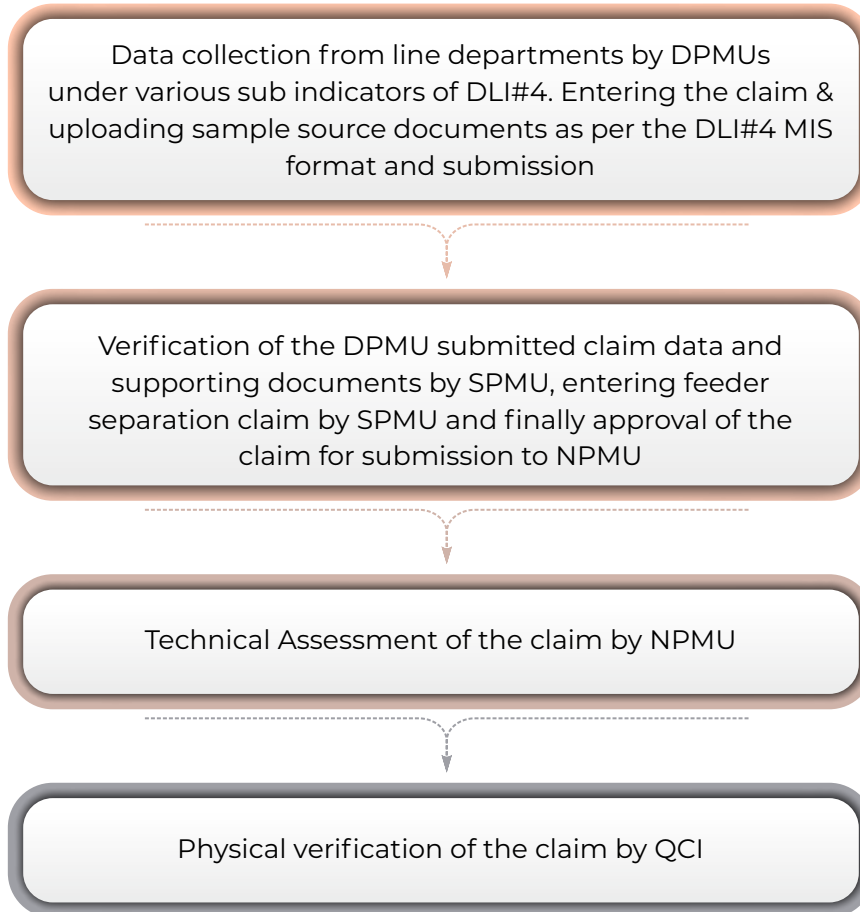 Data collection from line departments by DPMUs
under various sub indicators of DLI#4. Entering the claim &
uploading sample source documents as per the DLI#4 MIS
format and submission
Verification of the DPMU submitted claim data and
supporting documents by SPMU, entering feeder
separation claim by SPMU and finally approval of the
claim for submission to NPMU
Technical Assessment of the claim by NPMU
Physical verification of the claim by QCI